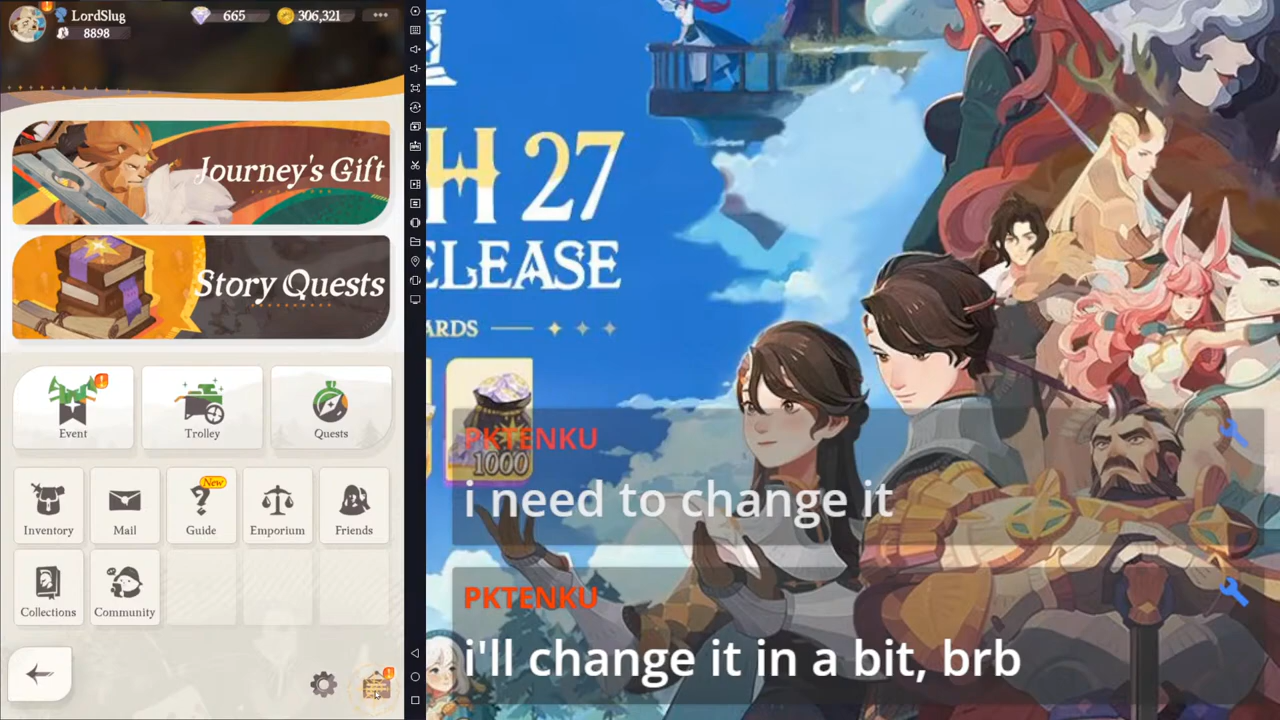 LordSlug
665
306,321
8898
Journey's Gift
Story Quests
Event
Trolley
Quests
Inventory
Mail
New
Guide
Emporium
Friends
Collections
Community
H 27
ELEASE
ARDS
1000
PKTENKU
i need to change it
PKTENKU
i'll change it in a bit, brb